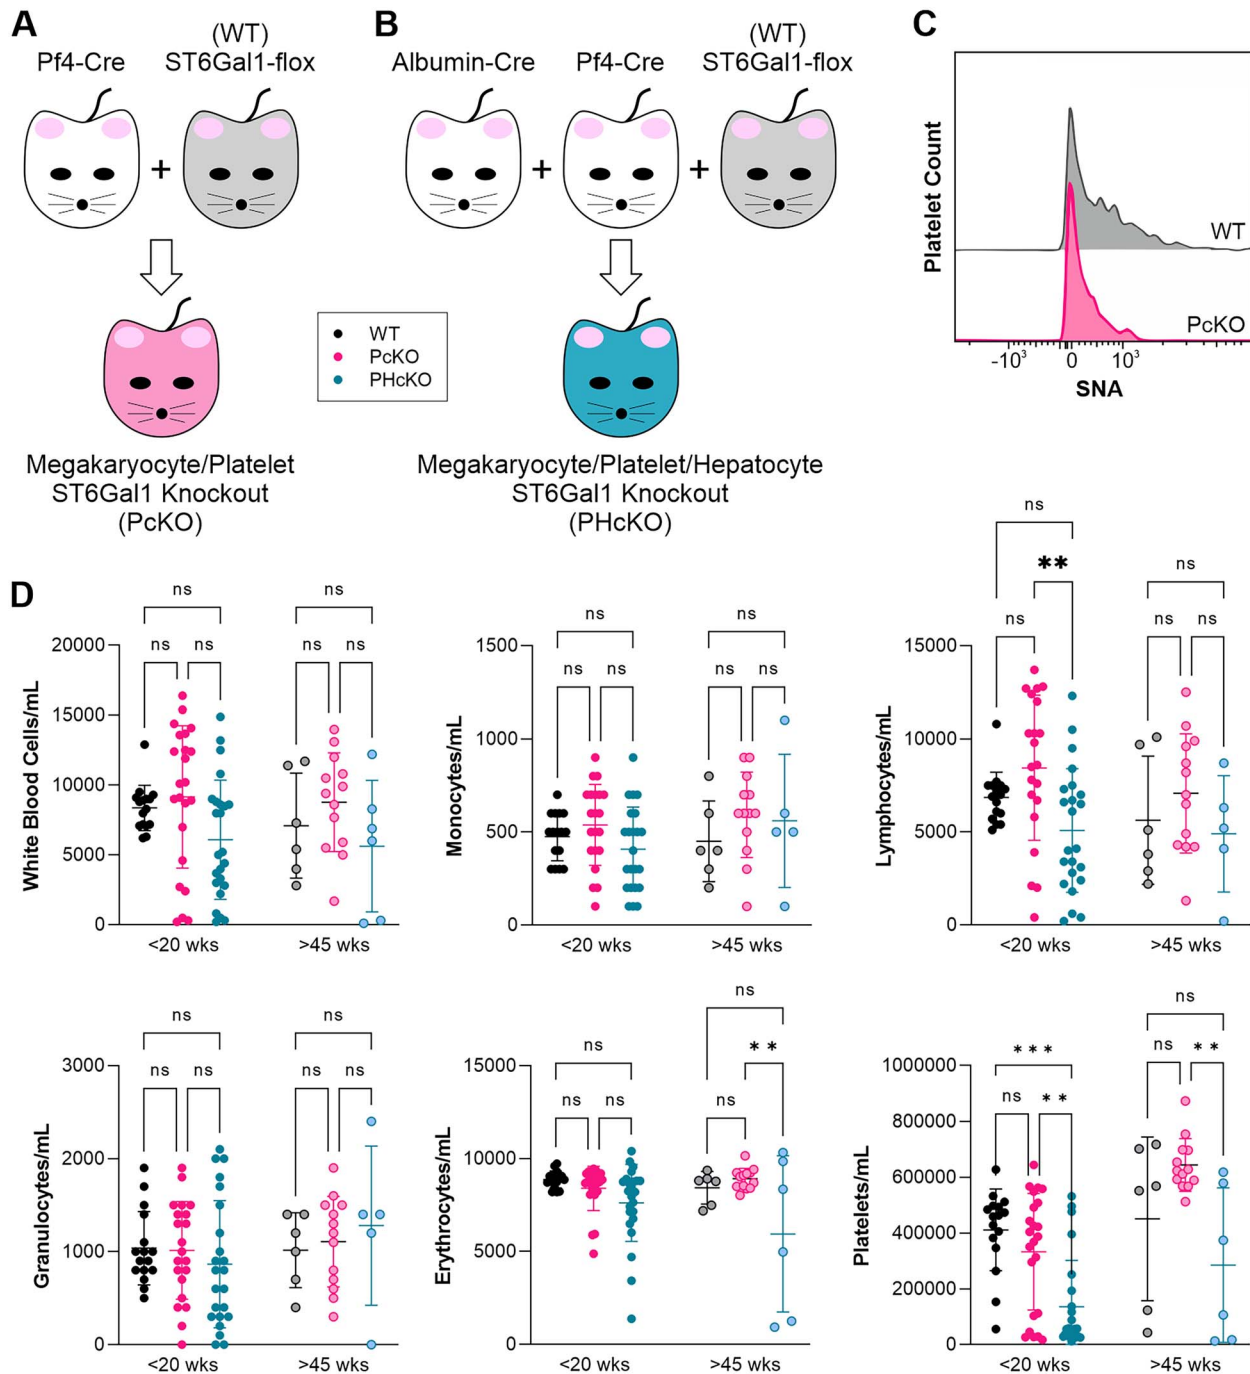 A
Pf4-Cre
(WT)
ST6Gal1-flox
+
Megakaryocyte/Platelet
ST6Gal1 Knockout
(PcKO)
WT
PcKO
PHcKO
B
Albumin-Cre
Pf4-Cre
(WT)
ST6Gal1-flox
+
+
Megakaryocyte/Platelet/Hepatocyte
ST6Gal1 Knockout
(PHcKO)
C
Platelet Count
WT
PcKO
-10³
0
10³
SNA
D
White Blood Cells/mL
20000
15000
10000
5000
0
ns
ns
ns
ns
ns
ns
<20 wks
>45 wks
Monocytes/mL
1500
1000
500
0
ns
ns
ns
ns
ns
ns
<20 wks
>45 wks
Lymphocytes/mL
15000
10000
5000
0
ns
**
ns
ns
ns
ns
<20 wks
>45 wks
Granulocytes/mL
3000
2000
1000
0
ns
ns
ns
ns
ns
ns
<20 wks
>45 wks
Erythrocytes/mL
15000
10000
5000
0
ns
ns
ns
ns
**
ns
<20 wks
>45 wks
Platelets/mL
1000000
800000
600000
400000
200000
0
***
ns
**
ns
ns
**
<20 wks
>45 wks